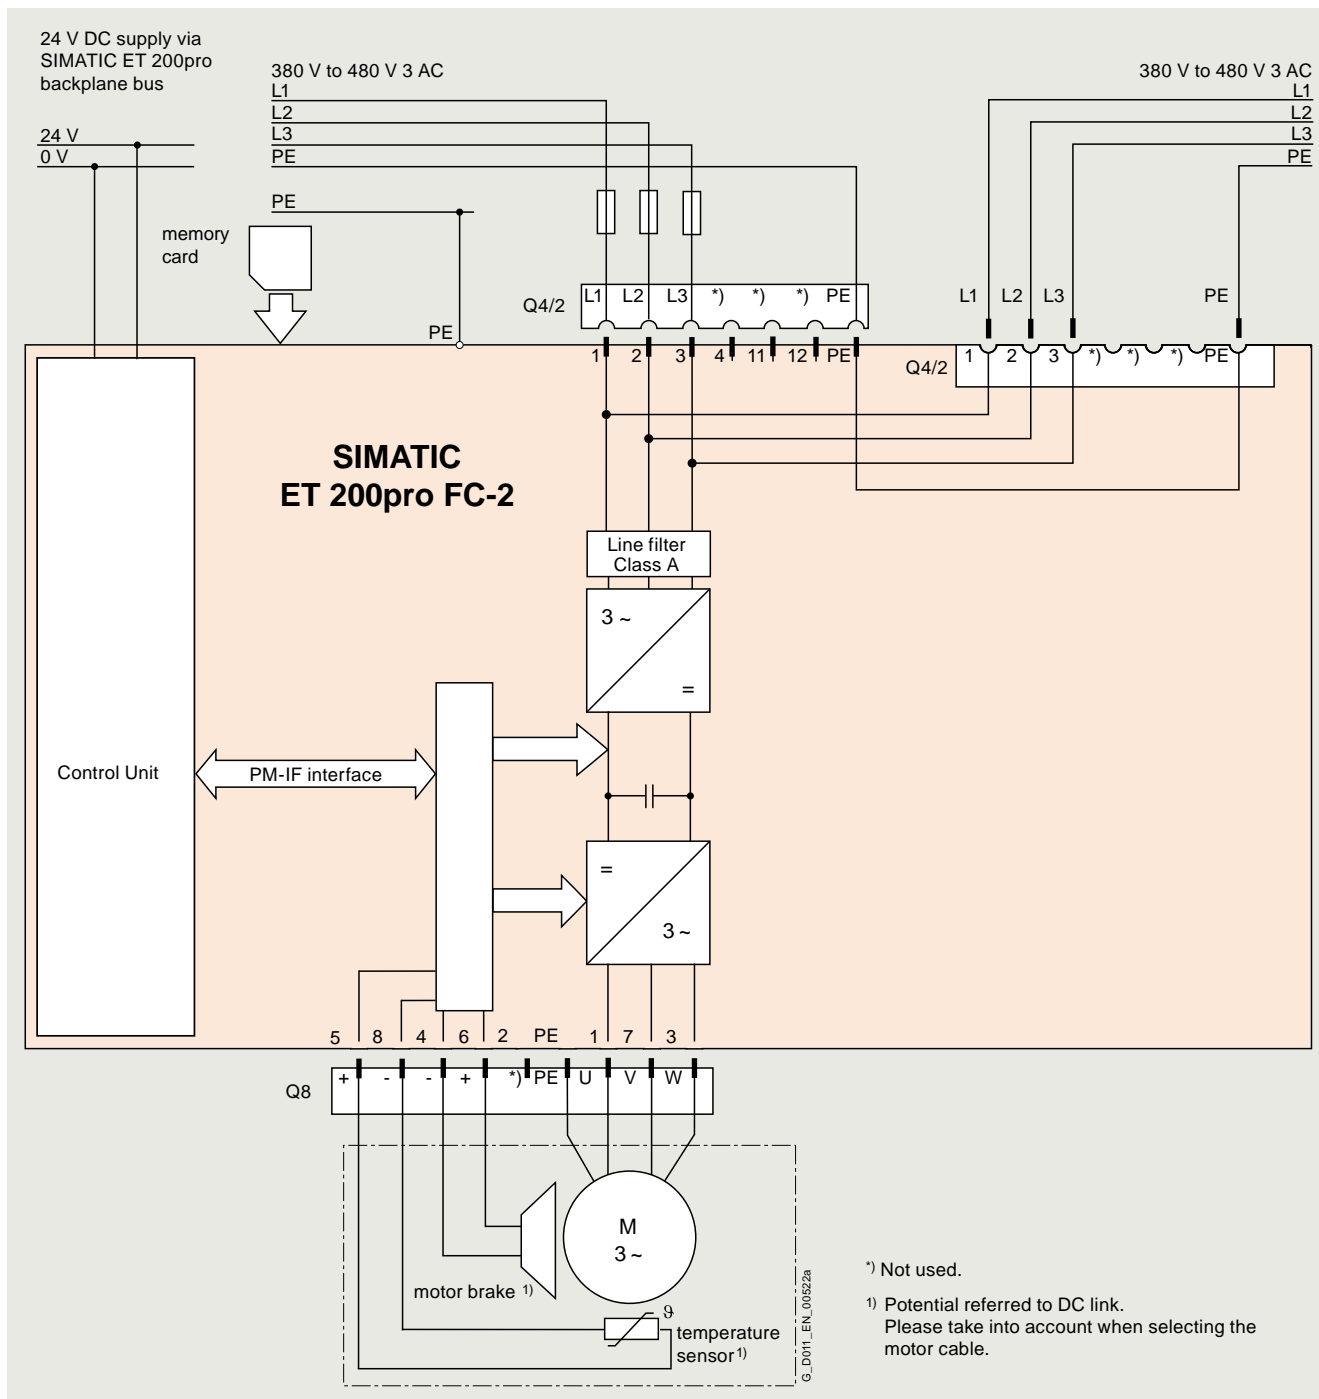 24 V DC supply via
SIMATIC ET 200pro
backplane bus
24 V
0 V
380 V to 480 V 3 AC
L1
L2
L3
PE
PE
380 V to 480 V 3 AC
L1
L2
L3
PE
memory
card
PE
Q4/2
L1 L2 L3 *) *) *) PE
1 2 3 4 11 12 PE
L1 L2 L3 PE
Q4/2
1 2 3 *) *) *) PE
SIMATIC
ET 200pro FC-2
Line filter
Class A
3 ~
=
Control Unit
PM-IF interface
=
3 ~
5 8 4 6 2 PE 1 7 3
Q8
+ - - + *) PE U V W
M
3 ~
motor brake 1)
ϑ
temperature
sensor 1)
G_D011_EN_00522a
*) Not used.
1) Potential referred to DC link.
Please take into account when selecting the
motor cable.